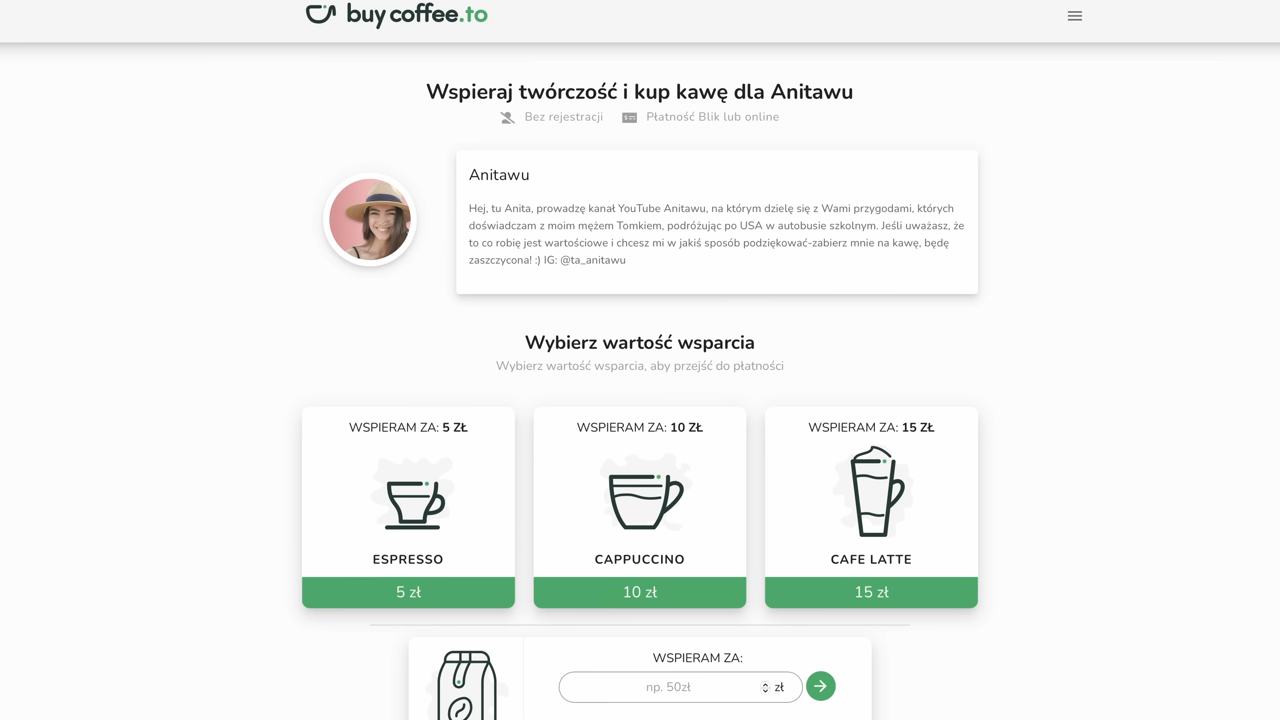 buy coffee.to
Wspieraj twórczość i kup kawę dla Anitawu
Bez rejestracji Płatność Blik lub online
Anitawu
Hej, tu Anita, prowadzę kanał YouTube Anitawu, na którym dzielę się z Wami przygodami, których
doświadczam z moim mężem Tomkiem, podróżując po USA w autobusie szkolnym. Jeśli uważasz, że
to co robię jest wartościowe i chcesz mi w jakiś sposób podziękować-zabierz mnie na kawę, będę
zaszczycona! :) IG: @ta_anitawu
Wybierz wartość wsparcia
Wybierz wartość wsparcia, aby przejść do płatności
WSPIERAM ZA: 5 ZŁ
ESPRESSO
5 zł
WSPIERAM ZA: 10 ZŁ
CAPPUCCINO
10 zł
WSPIERAM ZA: 15 ZŁ
CAFE LATTE
15 zł
WSPIERAM ZA:
np. 50zł zł